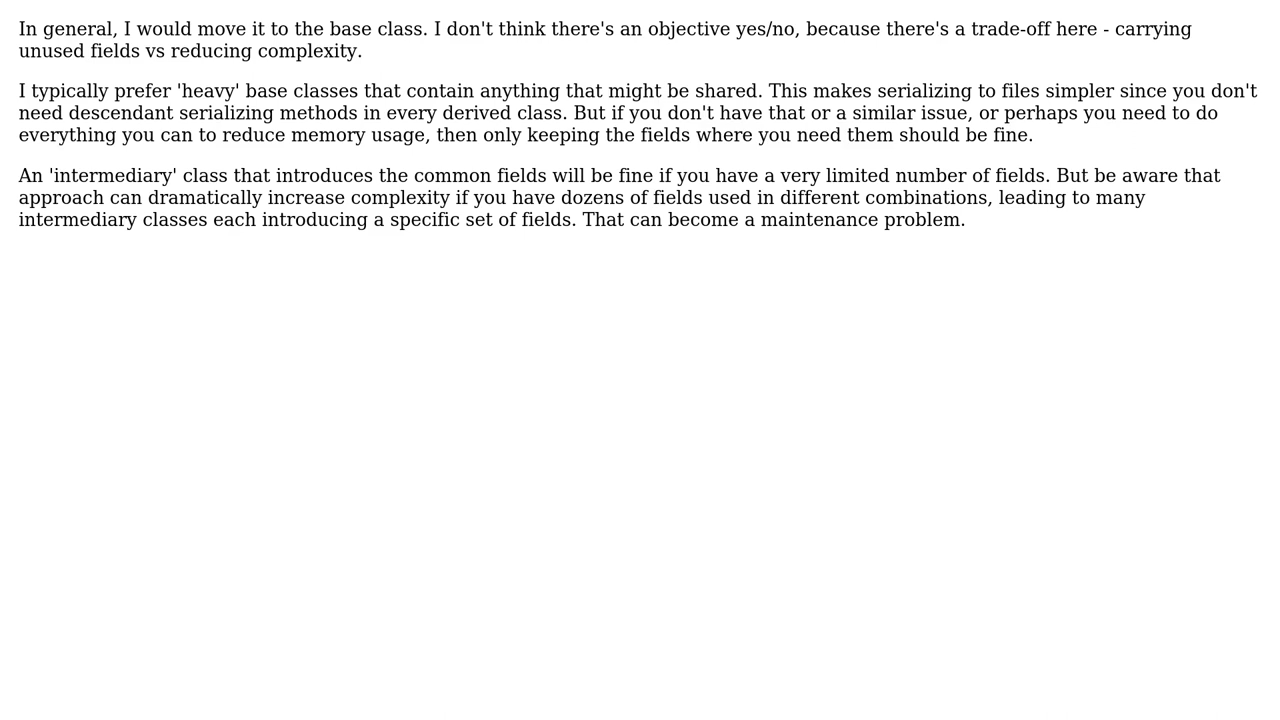 In general, I would move it to the base class. I don't think there's an objective yes/no, because there's a trade-off here - carrying
unused fields vs reducing complexity.
I typically prefer 'heavy' base classes that contain anything that might be shared. This makes serializing to files simpler since you don't
need descendant serializing methods in every derived class. But if you don't have that or a similar issue, or perhaps you need to do
everything you can to reduce memory usage, then only keeping the fields where you need them should be fine.
An 'intermediary' class that introduces the common fields will be fine if you have a very limited number of fields. But be aware that
approach can dramatically increase complexity if you have dozens of fields used in different combinations, leading to many
intermediary classes each introducing a specific set of fields. That can become a maintenance problem.